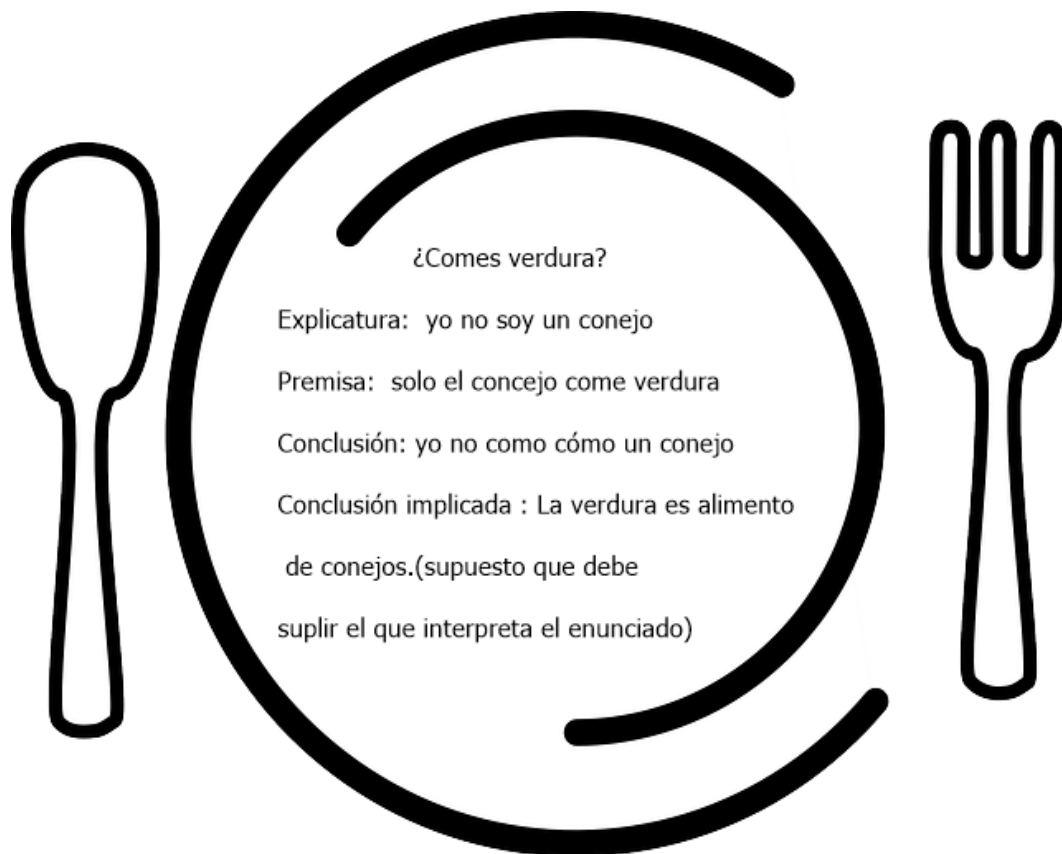 ¿Comes verdura?
Explicatura:  yo no soy un conejo
Premisa:  solo el concejo come verdura
Conclusión: yo no como cómo un conejo
Conclusión implicada : La verdura es alimento
de conejos.(supuesto que debe
suplir el que interpreta el enunciado)